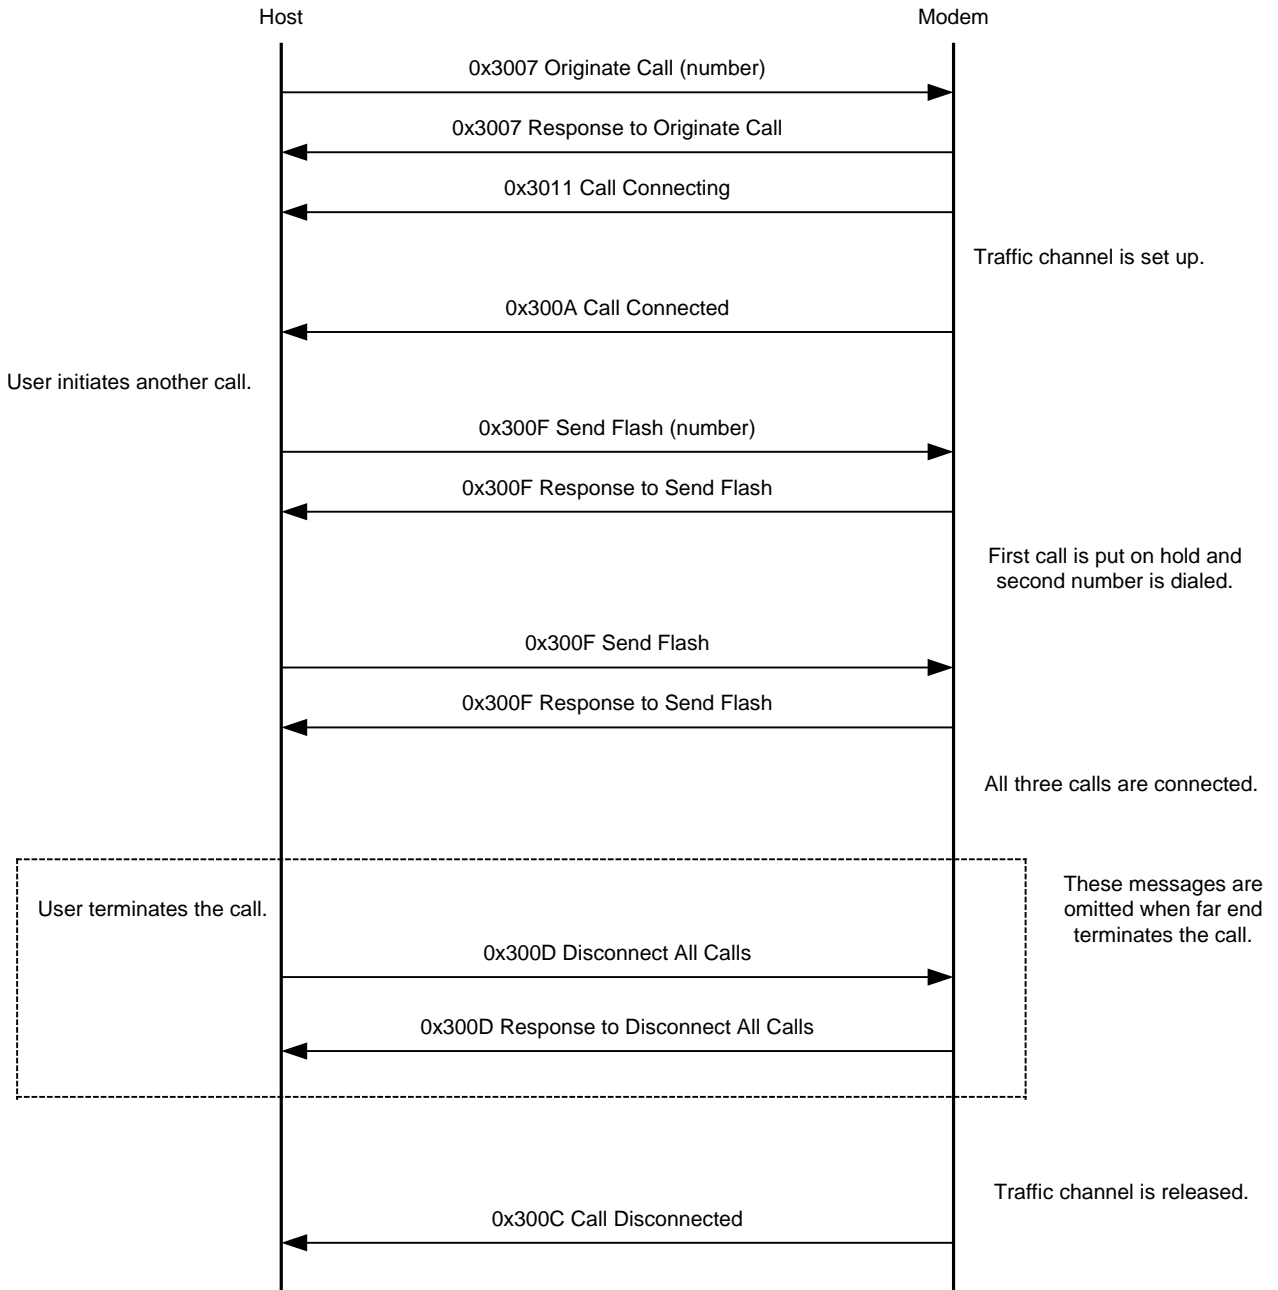 Host
Modem
0x3007 Originate Call (number)
0x3007 Response to Originate Call
0x3011 Call Connecting
Traffic channel is set up.
0x300A Call Connected
User initiates another call.
0x300F Send Flash (number)
0x300F Response to Send Flash
First call is put on hold and
second number is dialed.
0x300F Send Flash
0x300F Response to Send Flash
All three calls are connected.
These messages are
omitted when far end
terminates the call.
User terminates the call.
0x300D Disconnect All Calls
0x300D Response to Disconnect All Calls
Traffic channel is released.
0x300C Call Disconnected